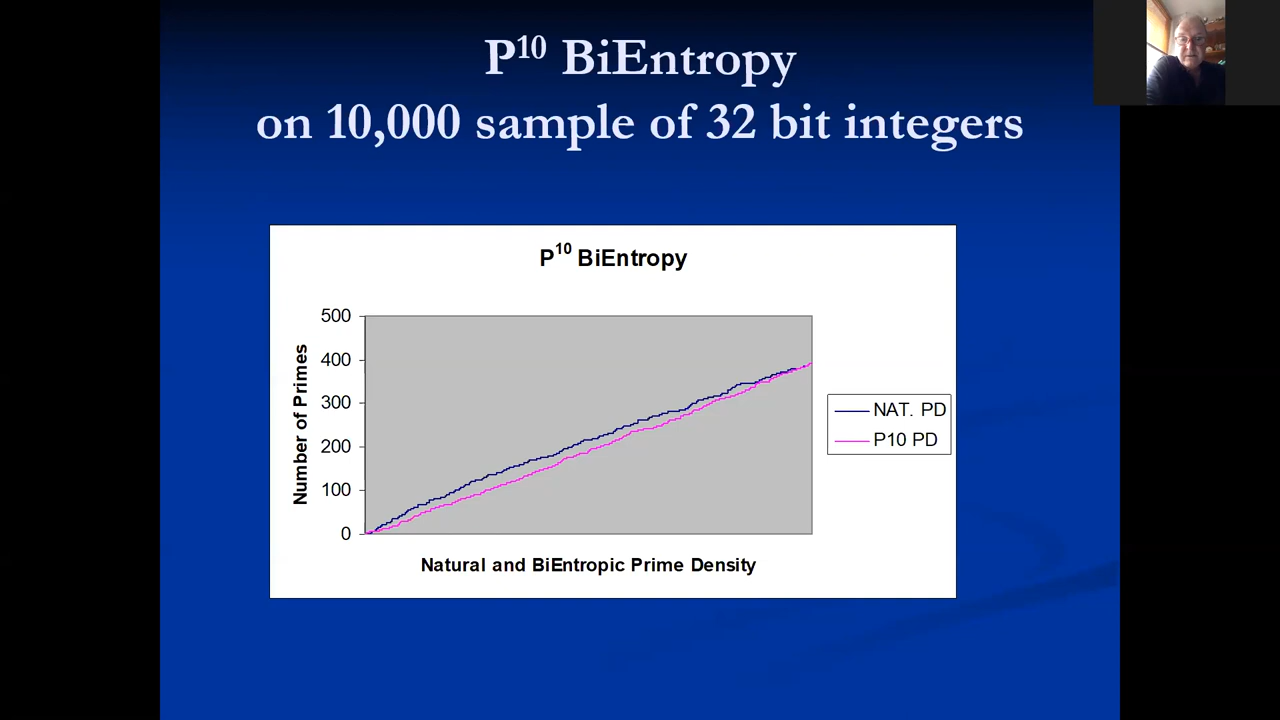 P¹⁰ BiEntropy
on 10,000 sample of 32 bit integers
P¹⁰ BiEntropy
500
400
300
200
100
0
Number of Primes
NAT. PD
P10 PD
Natural and BiEntropic Prime Density